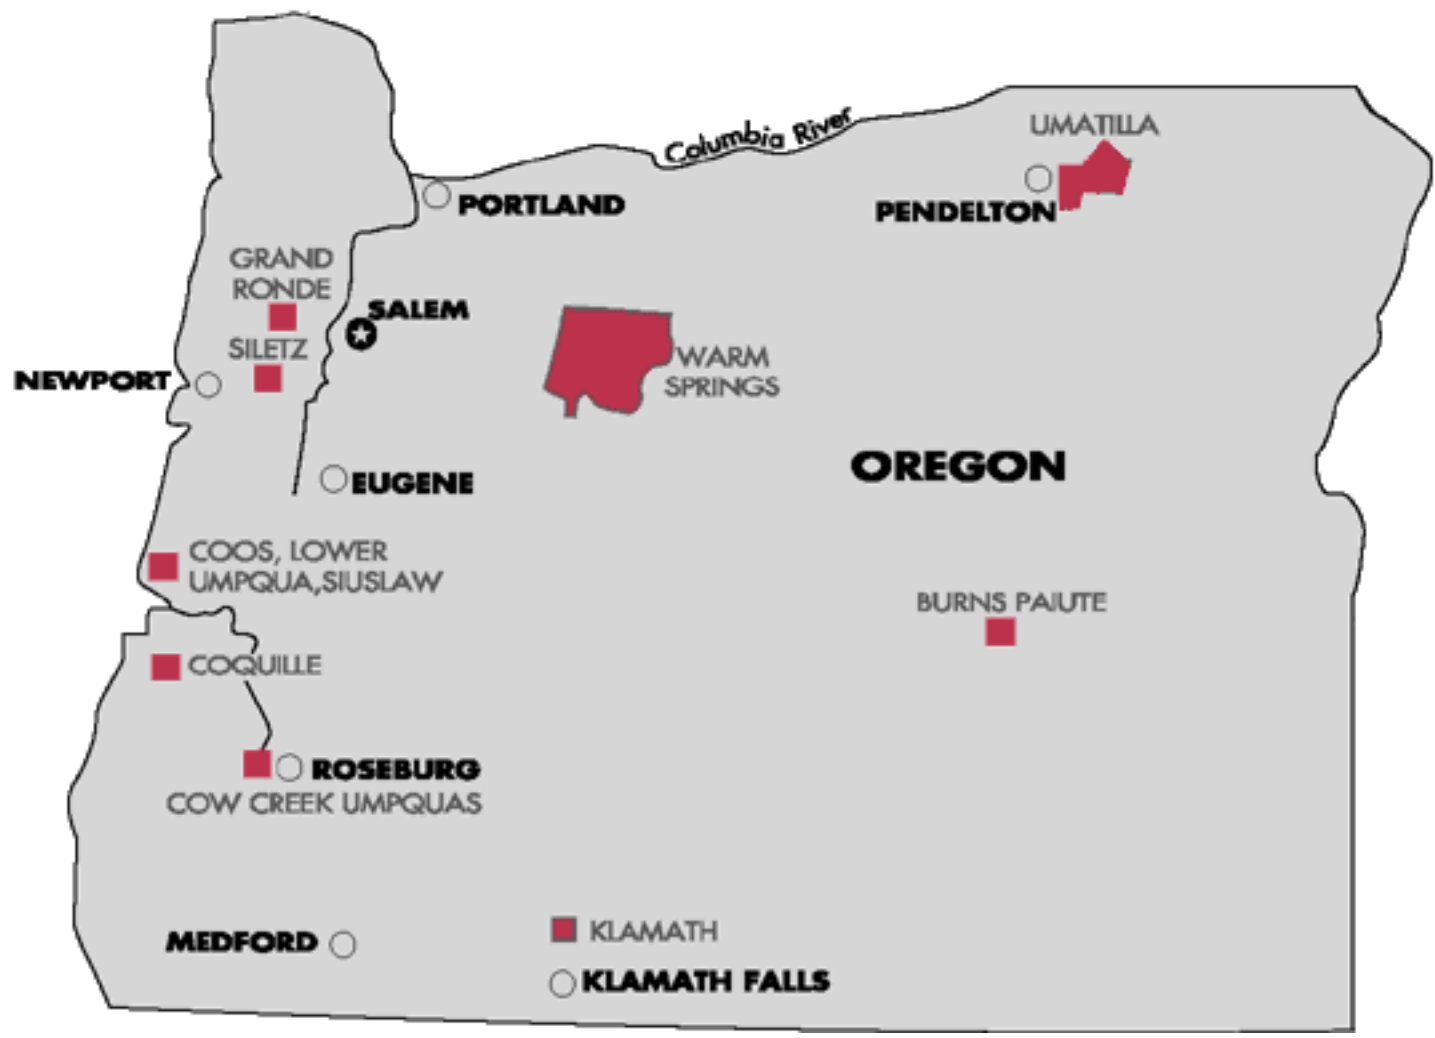 Columbia River
UMATILLA
PORTLAND
PENDELTON
GRAND
RONDE
SALEM
SILETZ
WARM
SPRINGS
NEWPORT
OREGON
EUGENE
COOS, LOWER
UMPQUA,SIUSLAW
BURNS PAIUTE
COQUILLE
ROSEBURG
COW CREEK UMPQUAS
KLAMATH
MEDFORD
KLAMATH FALLS